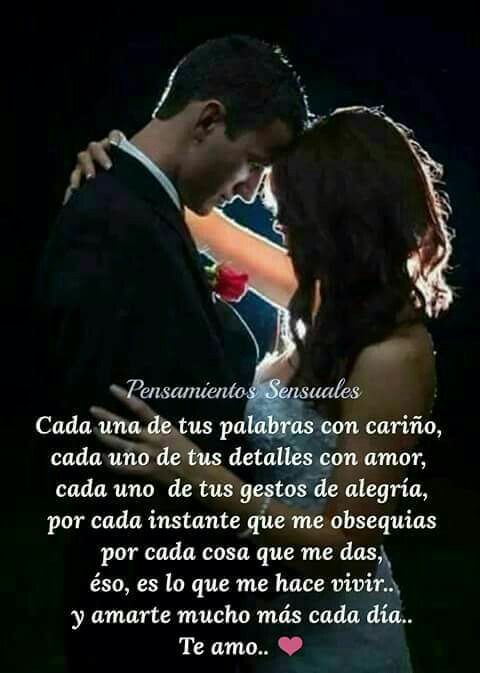 Pensamientos Sensuales
Cada una de tus palabras con cariño,
cada uno de tus detalles con amor,
cada uno de tus gestos de alegría,
por cada instante que me obsequias
por cada cosa que me das,
éso, es lo que me hace vivir..
y amarte mucho más cada día..
Te amo.. ❤